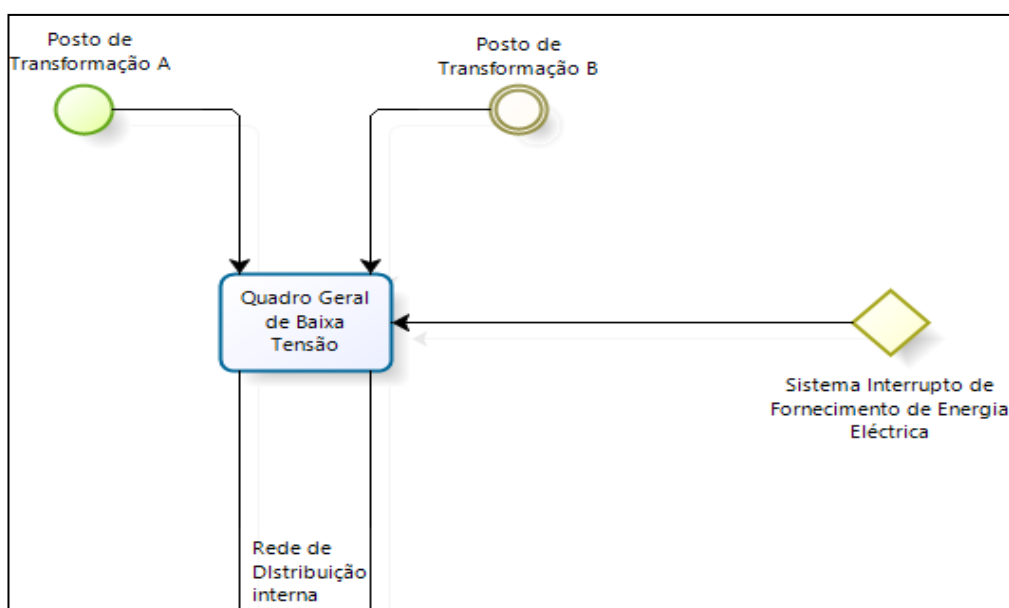 Posto de
Transformação A
Posto de
Transformação B
Quadro Geral
de Baixa
Tensão
Sistema Interrupto de
Fornecimento de Energia
Eléctrica
Rede de
DIstribuição
interna